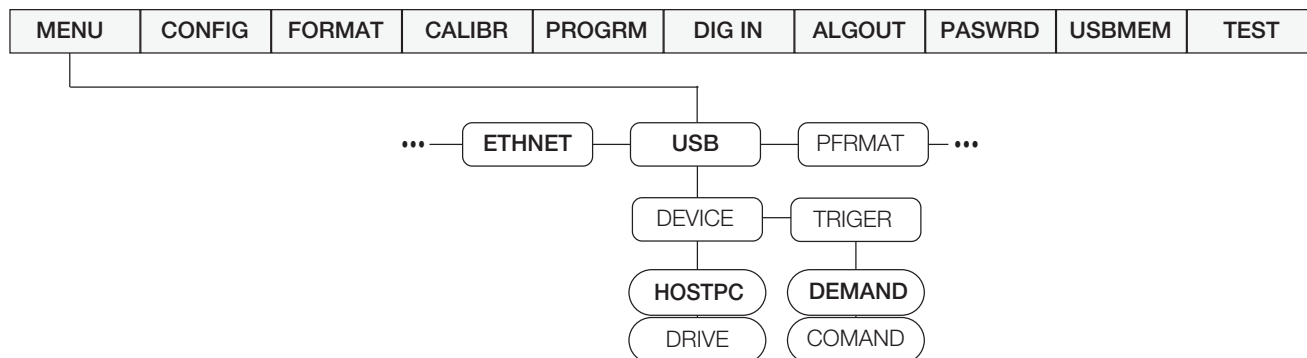 MENU CONFIG FORMAT CALIBR PROGRM DIG IN ALGOUT PASWRD USBMEM TEST
••• ETHNET USB PFRMAT •••
DEVICE TRIGER
HOSTPC DEMAND
DRIVE COMAND